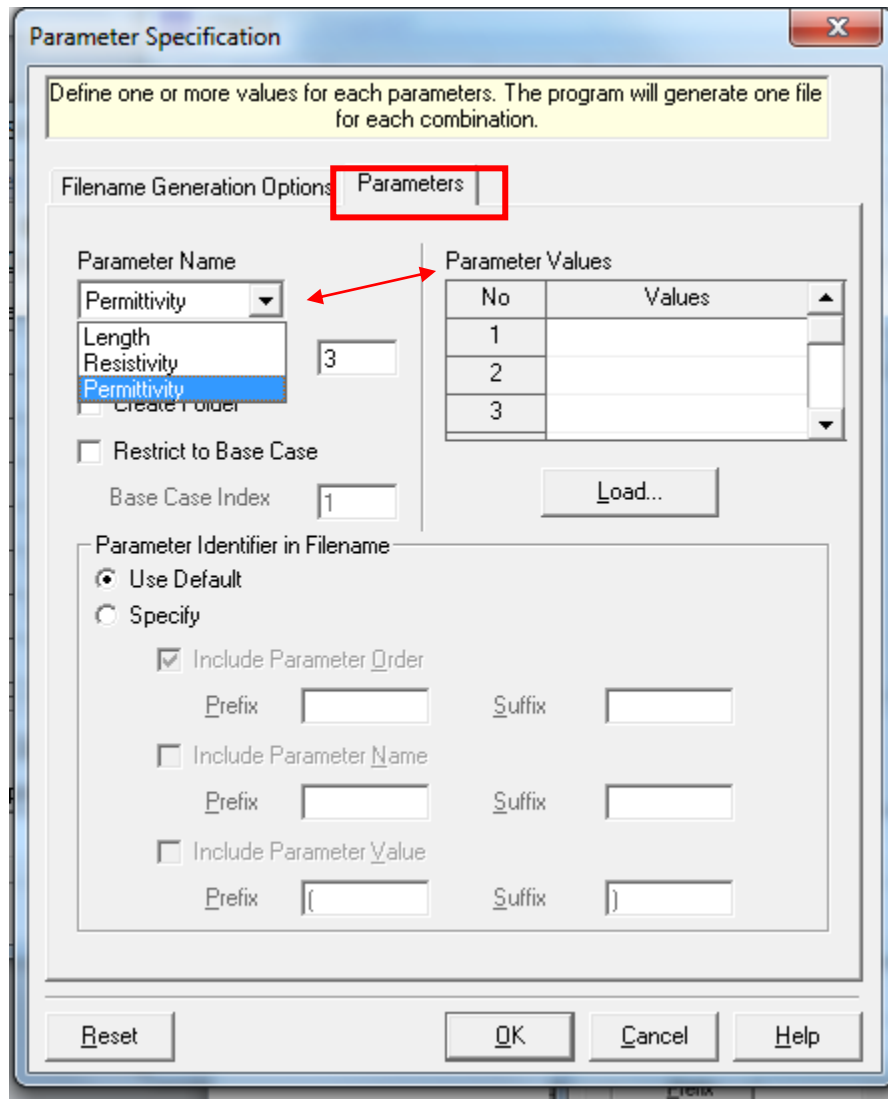 Parameter Specification
Define one or more values for each parameters. The program will generate one file
for each combination.
Filename Generation Options
Parameters
Parameter Name
Permittivity
Length
Resistivity
Permittivity
3
Create Folder
Restrict to Base Case
Base Case Index
1
Parameter Values
No Values
1
2
3
Load...
Parameter Identifier in Filename
Use Default
Specify
Include Parameter Order
Prefix Suffix
Include Parameter Name
Prefix Suffix
Include Parameter Value
Prefix ( Suffix )
Reset OK Cancel Help